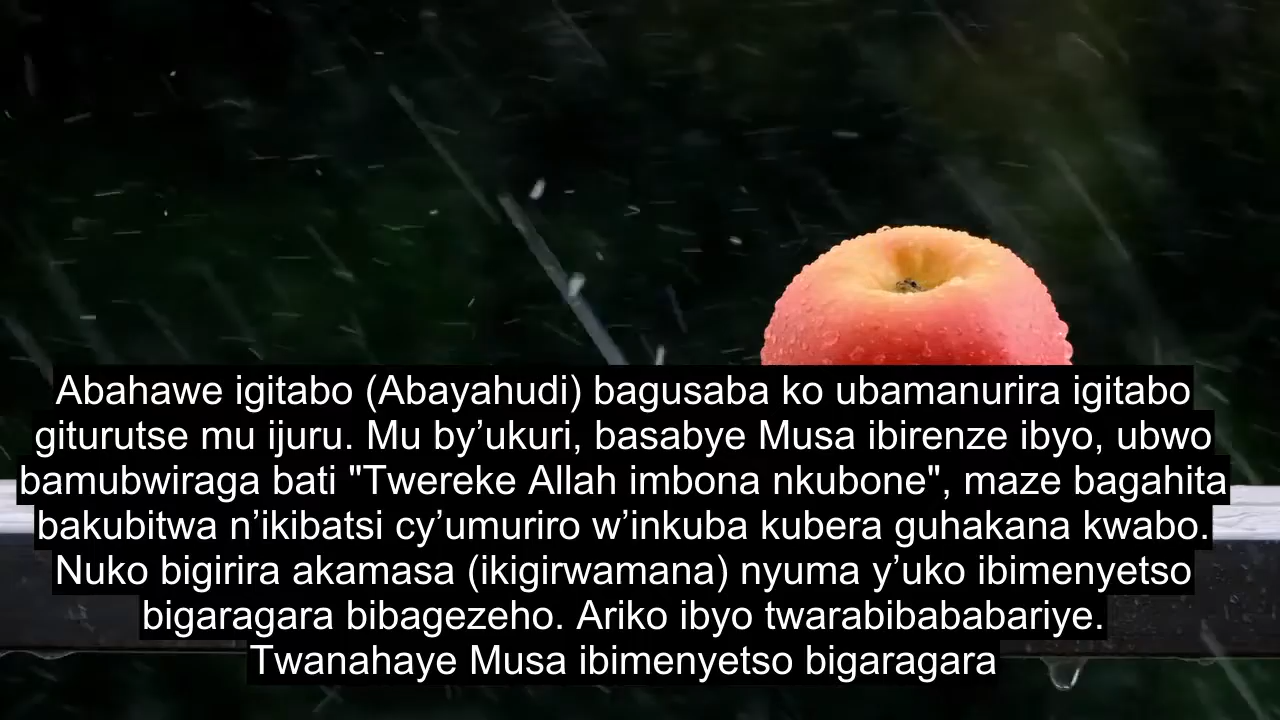 Abahawe igitabo (Abayahudi) bagusaba ko ubamanurira igitabo
giturutse mu ijuru. Mu by’ukuri, basabye Musa ibirenze ibyo, ubwo
bamubwiraga bati "Twereke Allah imbona nkubone", maze bagahita
bakubitwa n’ikibatsi cy’umuriro w’inkuba kubera guhakana kwabo.
Nuko bigirira akamasa (ikigirwamana) nyuma y’uko ibimenyetso
bigaragara bibagezeho. Ariko ibyo twarabibababariye.
Twanahaye Musa ibimenyetso bigaragara